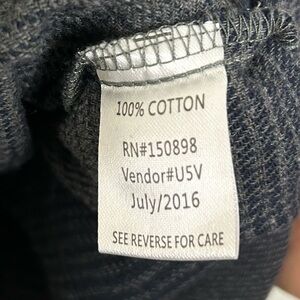 100% COTTON
RN#150898
Vendor#U5V
July/2016
SEE REVERSE FOR CARE